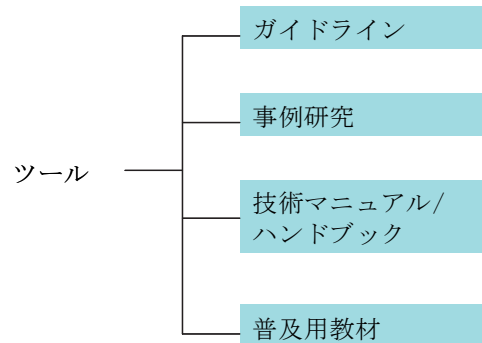 ガイドライン
事例研究
ツール
技術マニュアル/
ハンドブック
普及用教材